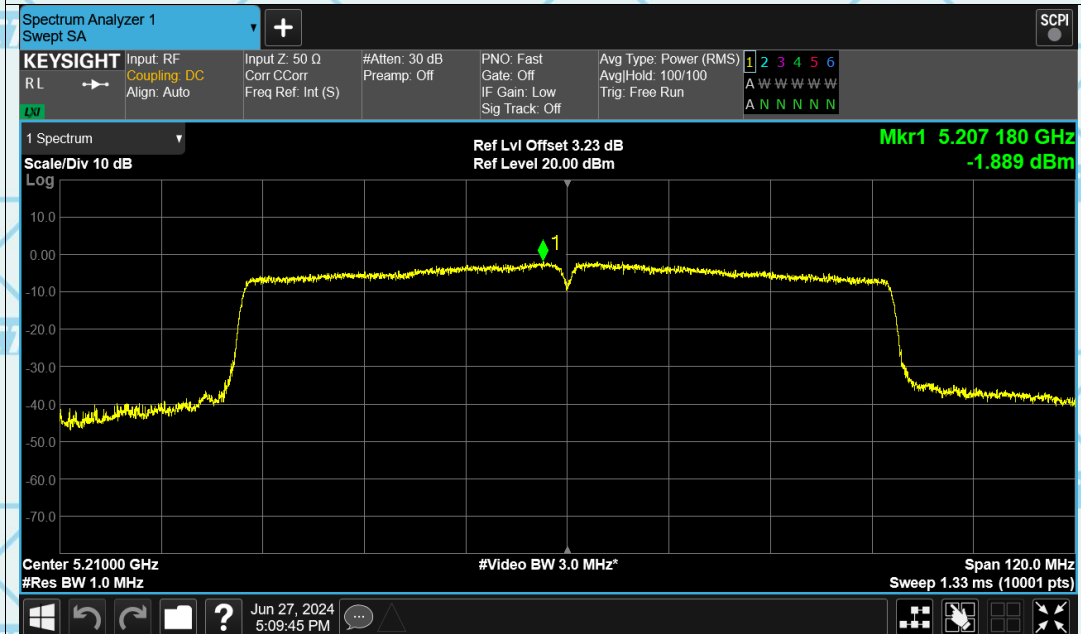 Spectrum Analyzer 1
Swept SA
+
SCPI
KEYSIGHT
R L
LXI
Input: RF
Coupling: DC
Align: Auto
Input Z: 50 Ω
Corr CCorr
Freq Ref: Int (S)
#Atten: 30 dB
Preamp: Off
PNO: Fast
Gate: Off
IF Gain: Low
Sig Track: Off
Avg Type: Power (RMS)
Avg|Hold: 100/100
Trig: Free Run
1 2 3 4 5 6
A W W W W W
A N N N N N
1 Spectrum
Scale/Div 10 dB
Log
Ref Lvl Offset 3.23 dB
Ref Level 20.00 dBm
Mkr1 5.207 180 GHz
-1.889 dBm
10.0
0.00
-10.0
-20.0
-30.0
-40.0
-50.0
-60.0
-70.0
1
Center 5.21000 GHz
#Res BW 1.0 MHz
#Video BW 3.0 MHz*
Span 120.0 MHz
Sweep 1.33 ms (10001 pts)
?
Jun 27, 2024
5:09:45 PM